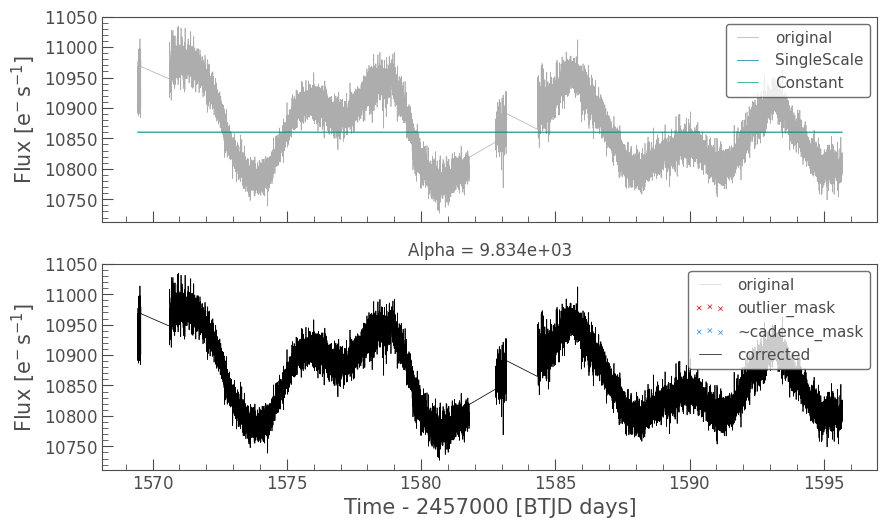 11050
11000
10950
10900
10850
10800
10750
Flux [e⁻ s⁻¹]
original
SingleScale
Constant
Alpha = 9.834e+03
11050
11000
10950
10900
10850
10800
10750
Flux [e⁻ s⁻¹]
original
outlier_mask
~cadence_mask
corrected
1570 1575 1580 1585 1590 1595
Time - 2457000 [BTJD days]